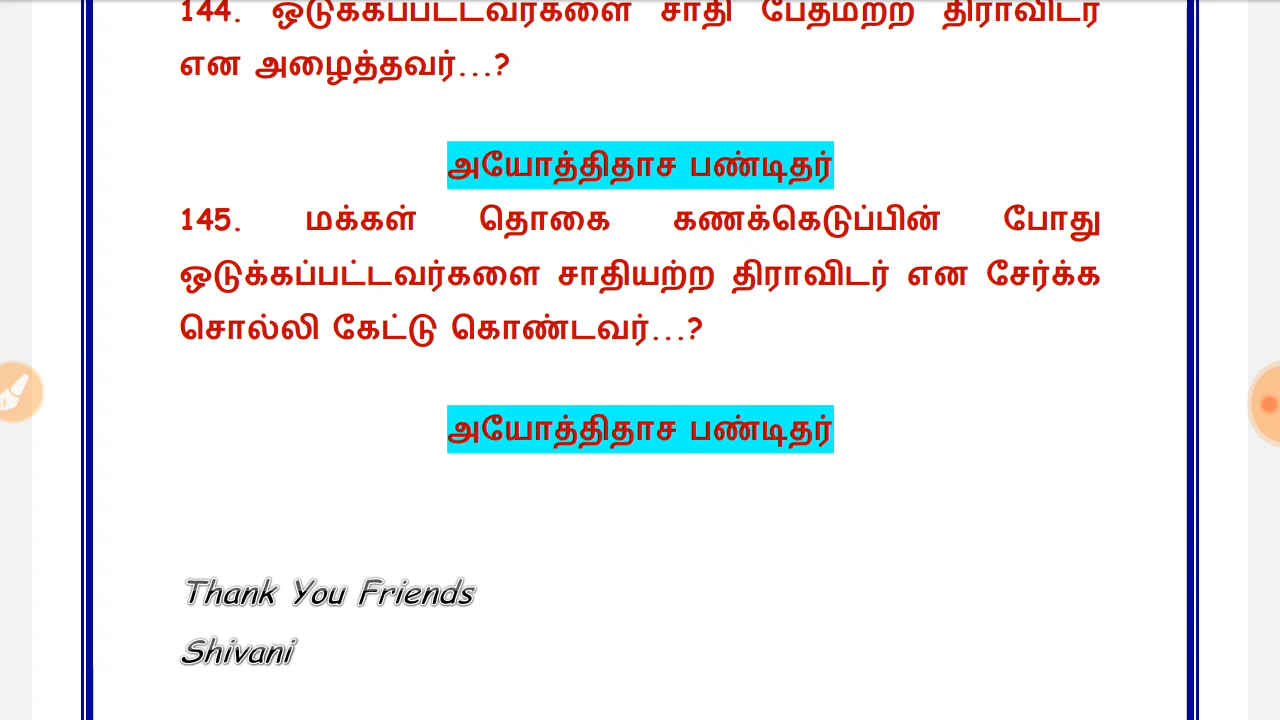 144. ஒடுக்கப்பட்டவர்களை சாதி பேதமற்ற திராவிடர்
என அழைத்தவர்...?
அயோத்திதாச பண்டிதர்
145. மக்கள் தொகை கணக்கெடுப்பின் போது
ஒடுக்கப்பட்டவர்களை சாதியற்ற திராவிடர் என சேர்க்க
சொல்லி கேட்டு கொண்டவர்...?
அயோத்திதாச பண்டிதர்
Thank You Friends
Shivani